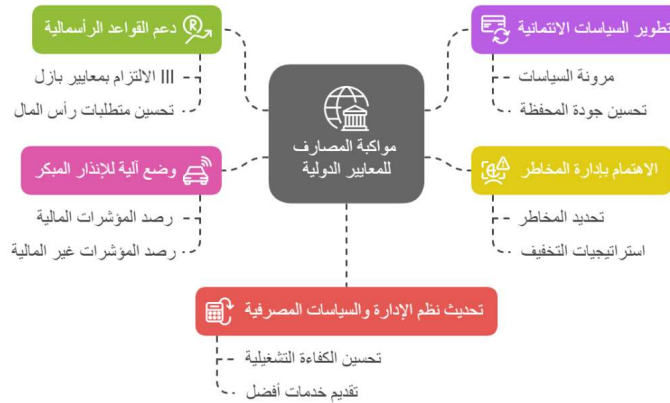 مواكبة المصارف
للمعايير الدولية
تطوير السياسات الائتمانية
مرونة السياسات
تحسين جودة المحفظة
الاهتمام بإدارة المخاطر
تحديد المخاطر
استراتيجيات التخفيف
تحديث نظم الإدارة والسياسات المصرفية
تحسين الكفاءة التشغيلية
تقديم خدمات أفضل
وضع آلية للإنذار المبكر
رصد المؤشرات المالية
رصد المؤشرات غير المالية
دعم القواعد الرأسمالية
الالتزام بمعايير بازل III
تحسين متطلبات رأس المال
R